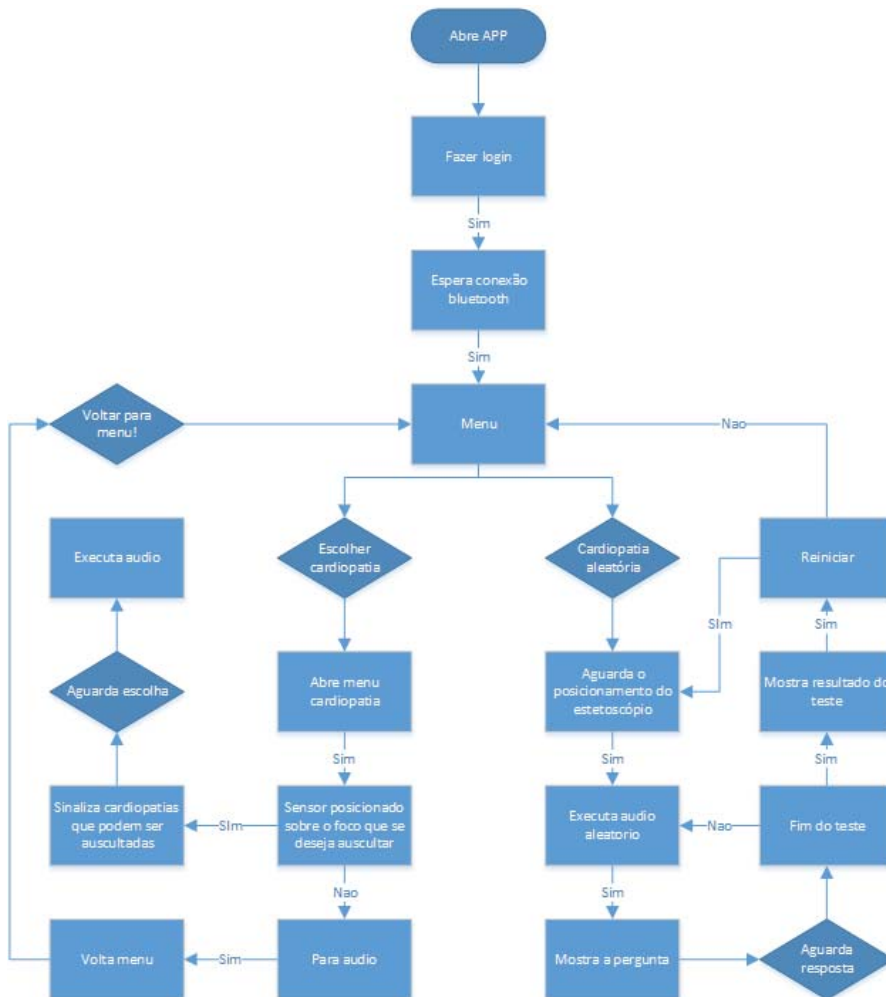 Abre APP
Fazer login
Sim
Espera conexão
bluetooth
Sim
Voltar para
menu!
Menu
Nao
Executa audio
Escolher
cardiopatia
Cardiopatia
aleatória
Reiniciar
SIm
Sim
Aguarda escolha
Abre menu
cardiopatia
Aguarda o
posicionamento do
estetoscópio
Mostra resultado do
teste
Sim
Sim
Sim
Sinaliza cardiopatias
que podem ser
auscultadas
SIm
Sensor posicionado
sobre o foco que se
deseja auscultar
Executa audio
aleatorio
Nao
Fim do teste
Nao
Sim
Volta menu
Sim
Para audio
Mostra a pergunta
Aguarda
resposta